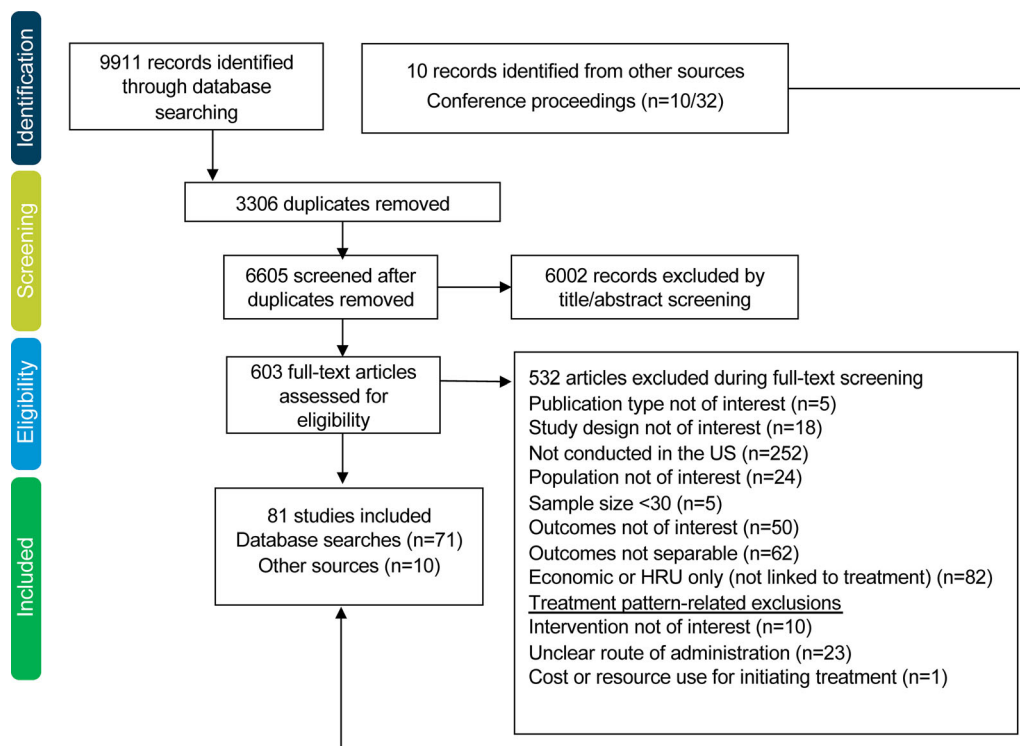 Identification
9911 records identified
through database
searching
10 records identified from other sources
Conference proceedings (n=10/32)
Screening
3306 duplicates removed
6605 screened after
duplicates removed
6002 records excluded by
title/abstract screening
Eligibility
603 full-text articles
assessed for
eligibility
532 articles excluded during full-text screening
Publication type not of interest (n=5)
Study design not of interest (n=18)
Not conducted in the US (n=252)
Population not of interest (n=24)
Sample size <30 (n=5)
Outcomes not of interest (n=50)
Outcomes not separable (n=62)
Economic or HRU only (not linked to treatment) (n=82)
Treatment pattern-related exclusions
Intervention not of interest (n=10)
Unclear route of administration (n=23)
Cost or resource use for initiating treatment (n=1)
Included
81 studies included
Database searches (n=71)
Other sources (n=10)